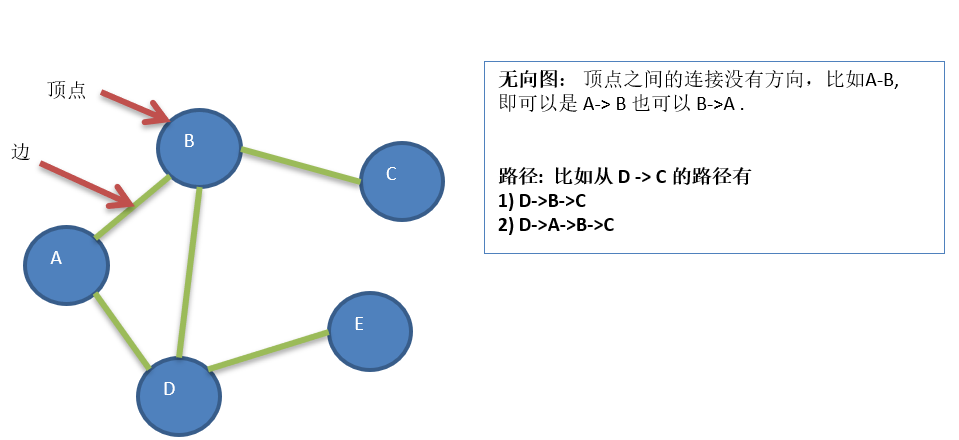 顶点
边
B
C
A
E
D
无向图： 顶点之间的连接没有方向，比如A-B,
即可以是 A-> B 也可以 B->A .
路径: 比如从 D -> C 的路径有
1) D->B->C
2) D->A->B->C